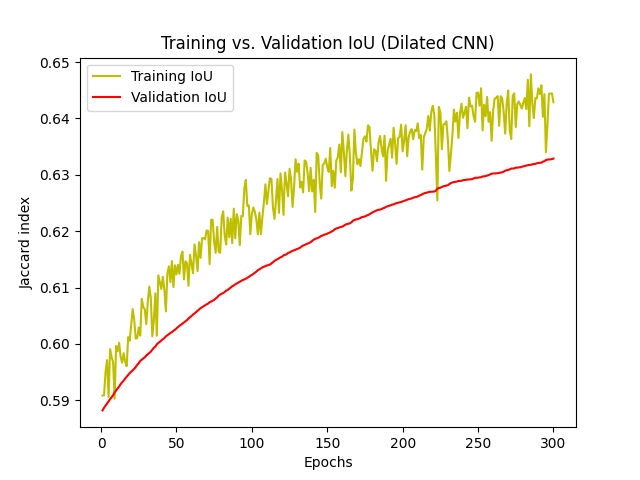 Training vs. Validation IoU (Dilated CNN)
Training IoU
Validation IoU
Jaccard index
0.65
0.64
0.63
0.62
0.61
0.60
0.59
0
50
100
150
200
250
300
Epochs